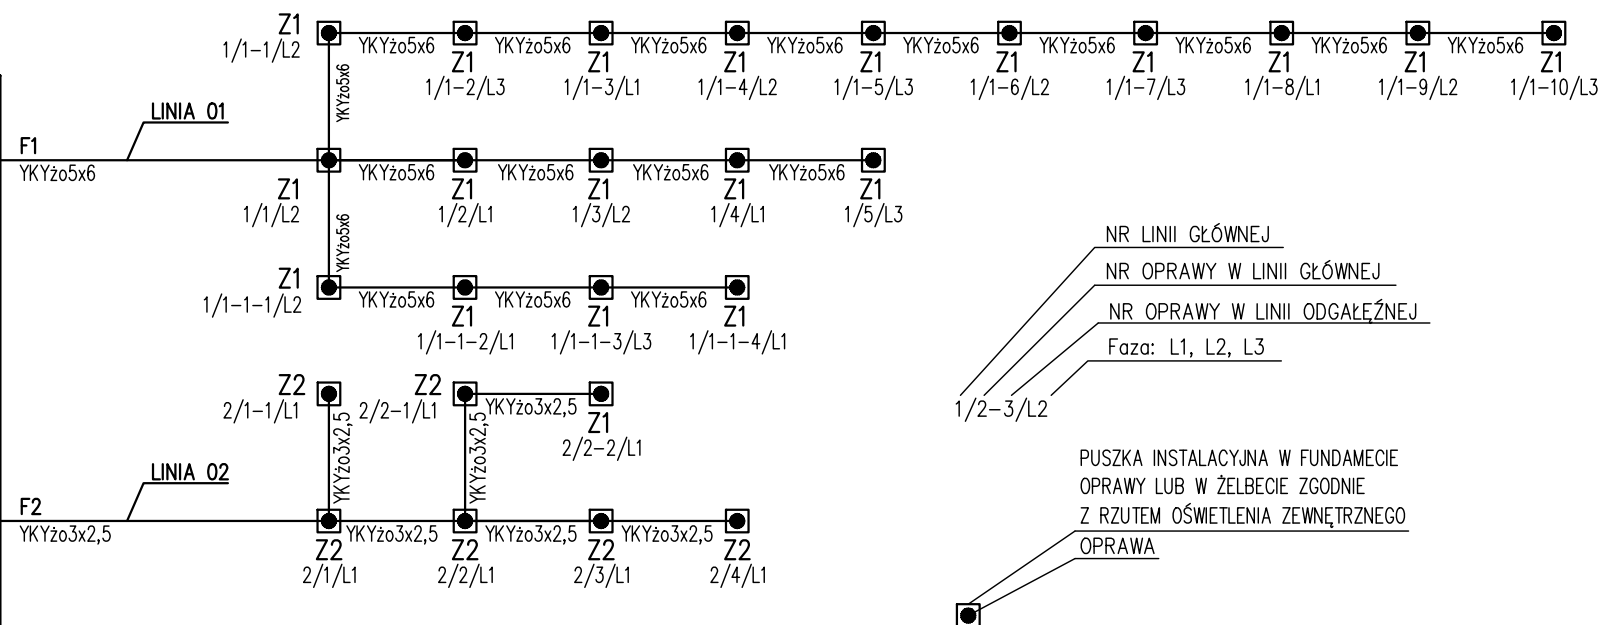 Z1
1/1-1/L2
YKYżo5x6 YKYżo5x6 YKYżo5x6 YKYżo5x6 YKYżo5x6 YKYżo5x6 YKYżo5x6 YKYżo5x6 YKYżo5x6
Z1 Z1 Z1 Z1 Z1 Z1 Z1 Z1 Z1
1/1-2/L3 1/1-3/L1 1/1-4/L2 1/1-5/L3 1/1-6/L2 1/1-7/L3 1/1-8/L1 1/1-9/L2 1/1-10/L3
YKYżo5x6
LINIA 01
F1
YKYżo5x6
YKYżo5x6 YKYżo5x6 YKYżo5x6 YKYżo5x6
Z1 Z1 Z1 Z1 Z1
1/1/L2 1/2/L1 1/3/L2 1/4/L1 1/5/L3
YKYżo5x6
Z1
1/1-1-1/L2
YKYżo5x6 YKYżo5x6 YKYżo5x6
Z1 Z1 Z1
1/1-1-2/L1 1/1-1-3/L3 1/1-1-4/L1
Z2
2/1-1/L1
YKYżo3x2,5
Z2
2/2-1/L1
YKYżo3x2,5
YKYżo3x2,5
Z1
2/2-2/L1
LINIA 02
F2
YKYżo3x2,5
YKYżo3x2,5 YKYżo3x2,5 YKYżo3x2,5
Z2 Z2 Z2 Z2
2/1/L1 2/2/L1 2/3/L1 2/4/L1
NR LINII GŁÓWNEJ
NR OPRAWY W LINII GŁÓWNEJ
NR OPRAWY W LINII ODGAŁĘŹNEJ
Faza: L1, L2, L3
1/2-3/L2
PUSZKA INSTALACYJNA W FUNDAMECIE
OPRAWY LUB W ŻELBECIE ZGODNIE
Z RZUTEM OŚWIETLENIA ZEWNĘTRZNEGO
OPRAWA